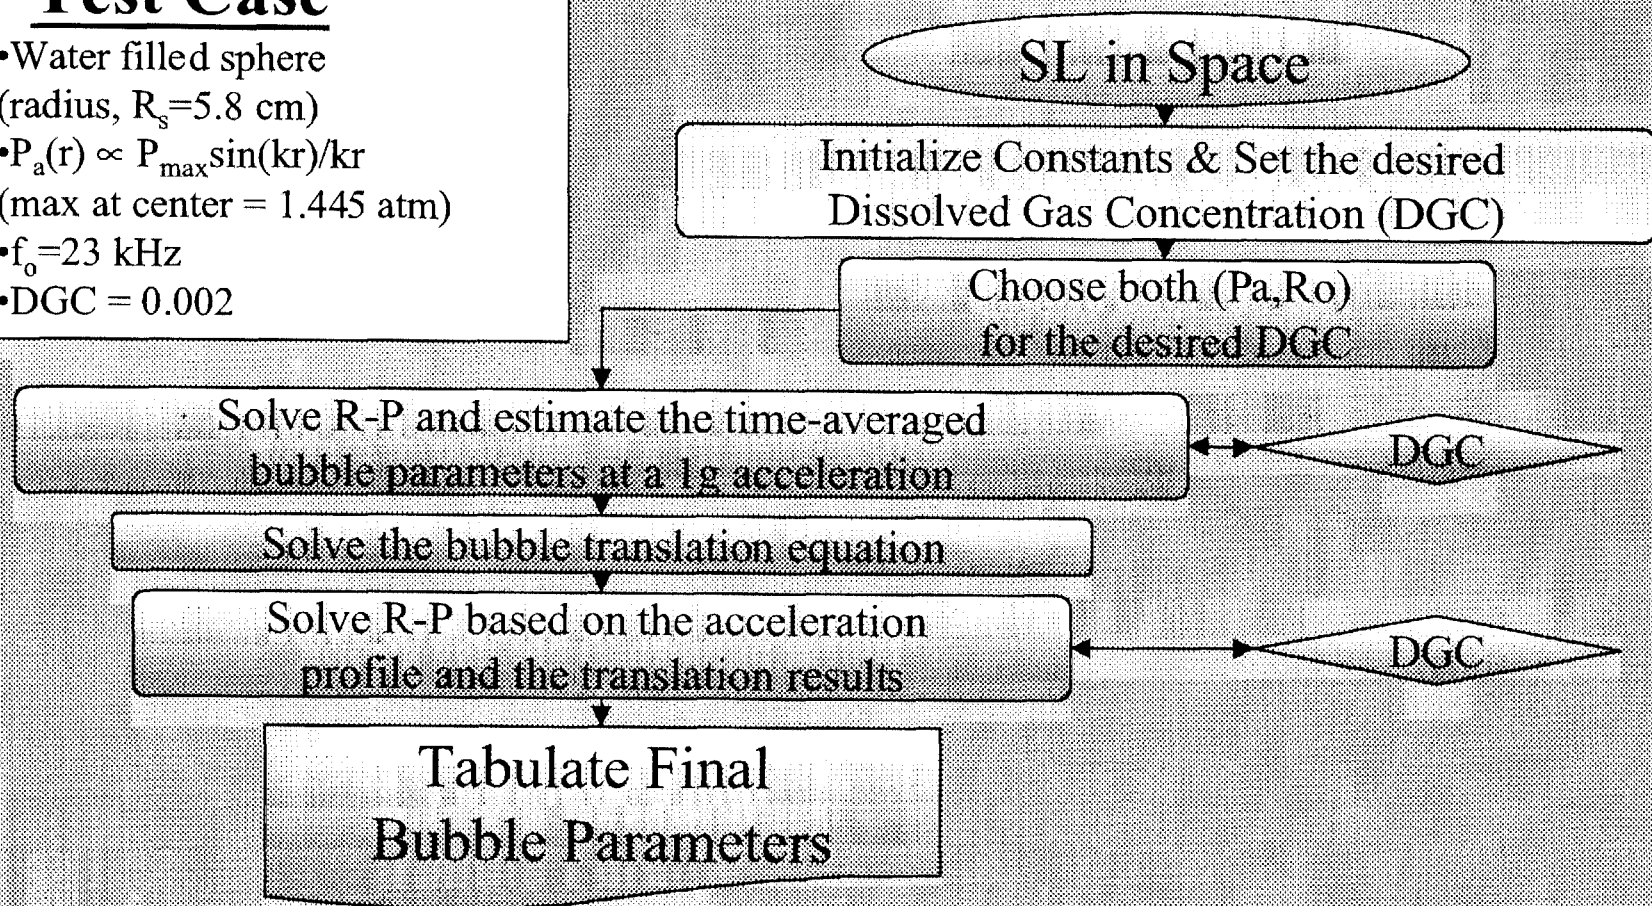 Test Case
•Water filled sphere
(radius, Rₛ=5.8 cm)
•Pₐ(r) ∝ Pₘₐₓsin(kr)/kr
(max at center = 1.445 atm)
•fₒ=23 kHz
•DGC = 0.002
SL in Space
Initialize Constants & Set the desired
Dissolved Gas Concentration (DGC)
Choose both (Pa,Ro)
for the desired DGC
Solve R-P and estimate the time-averaged
bubble parameters at a 1g acceleration
DGC
Solve the bubble translation equation
Solve R-P based on the acceleration
profile and the translation results
DGC
Tabulate Final
Bubble Parameters